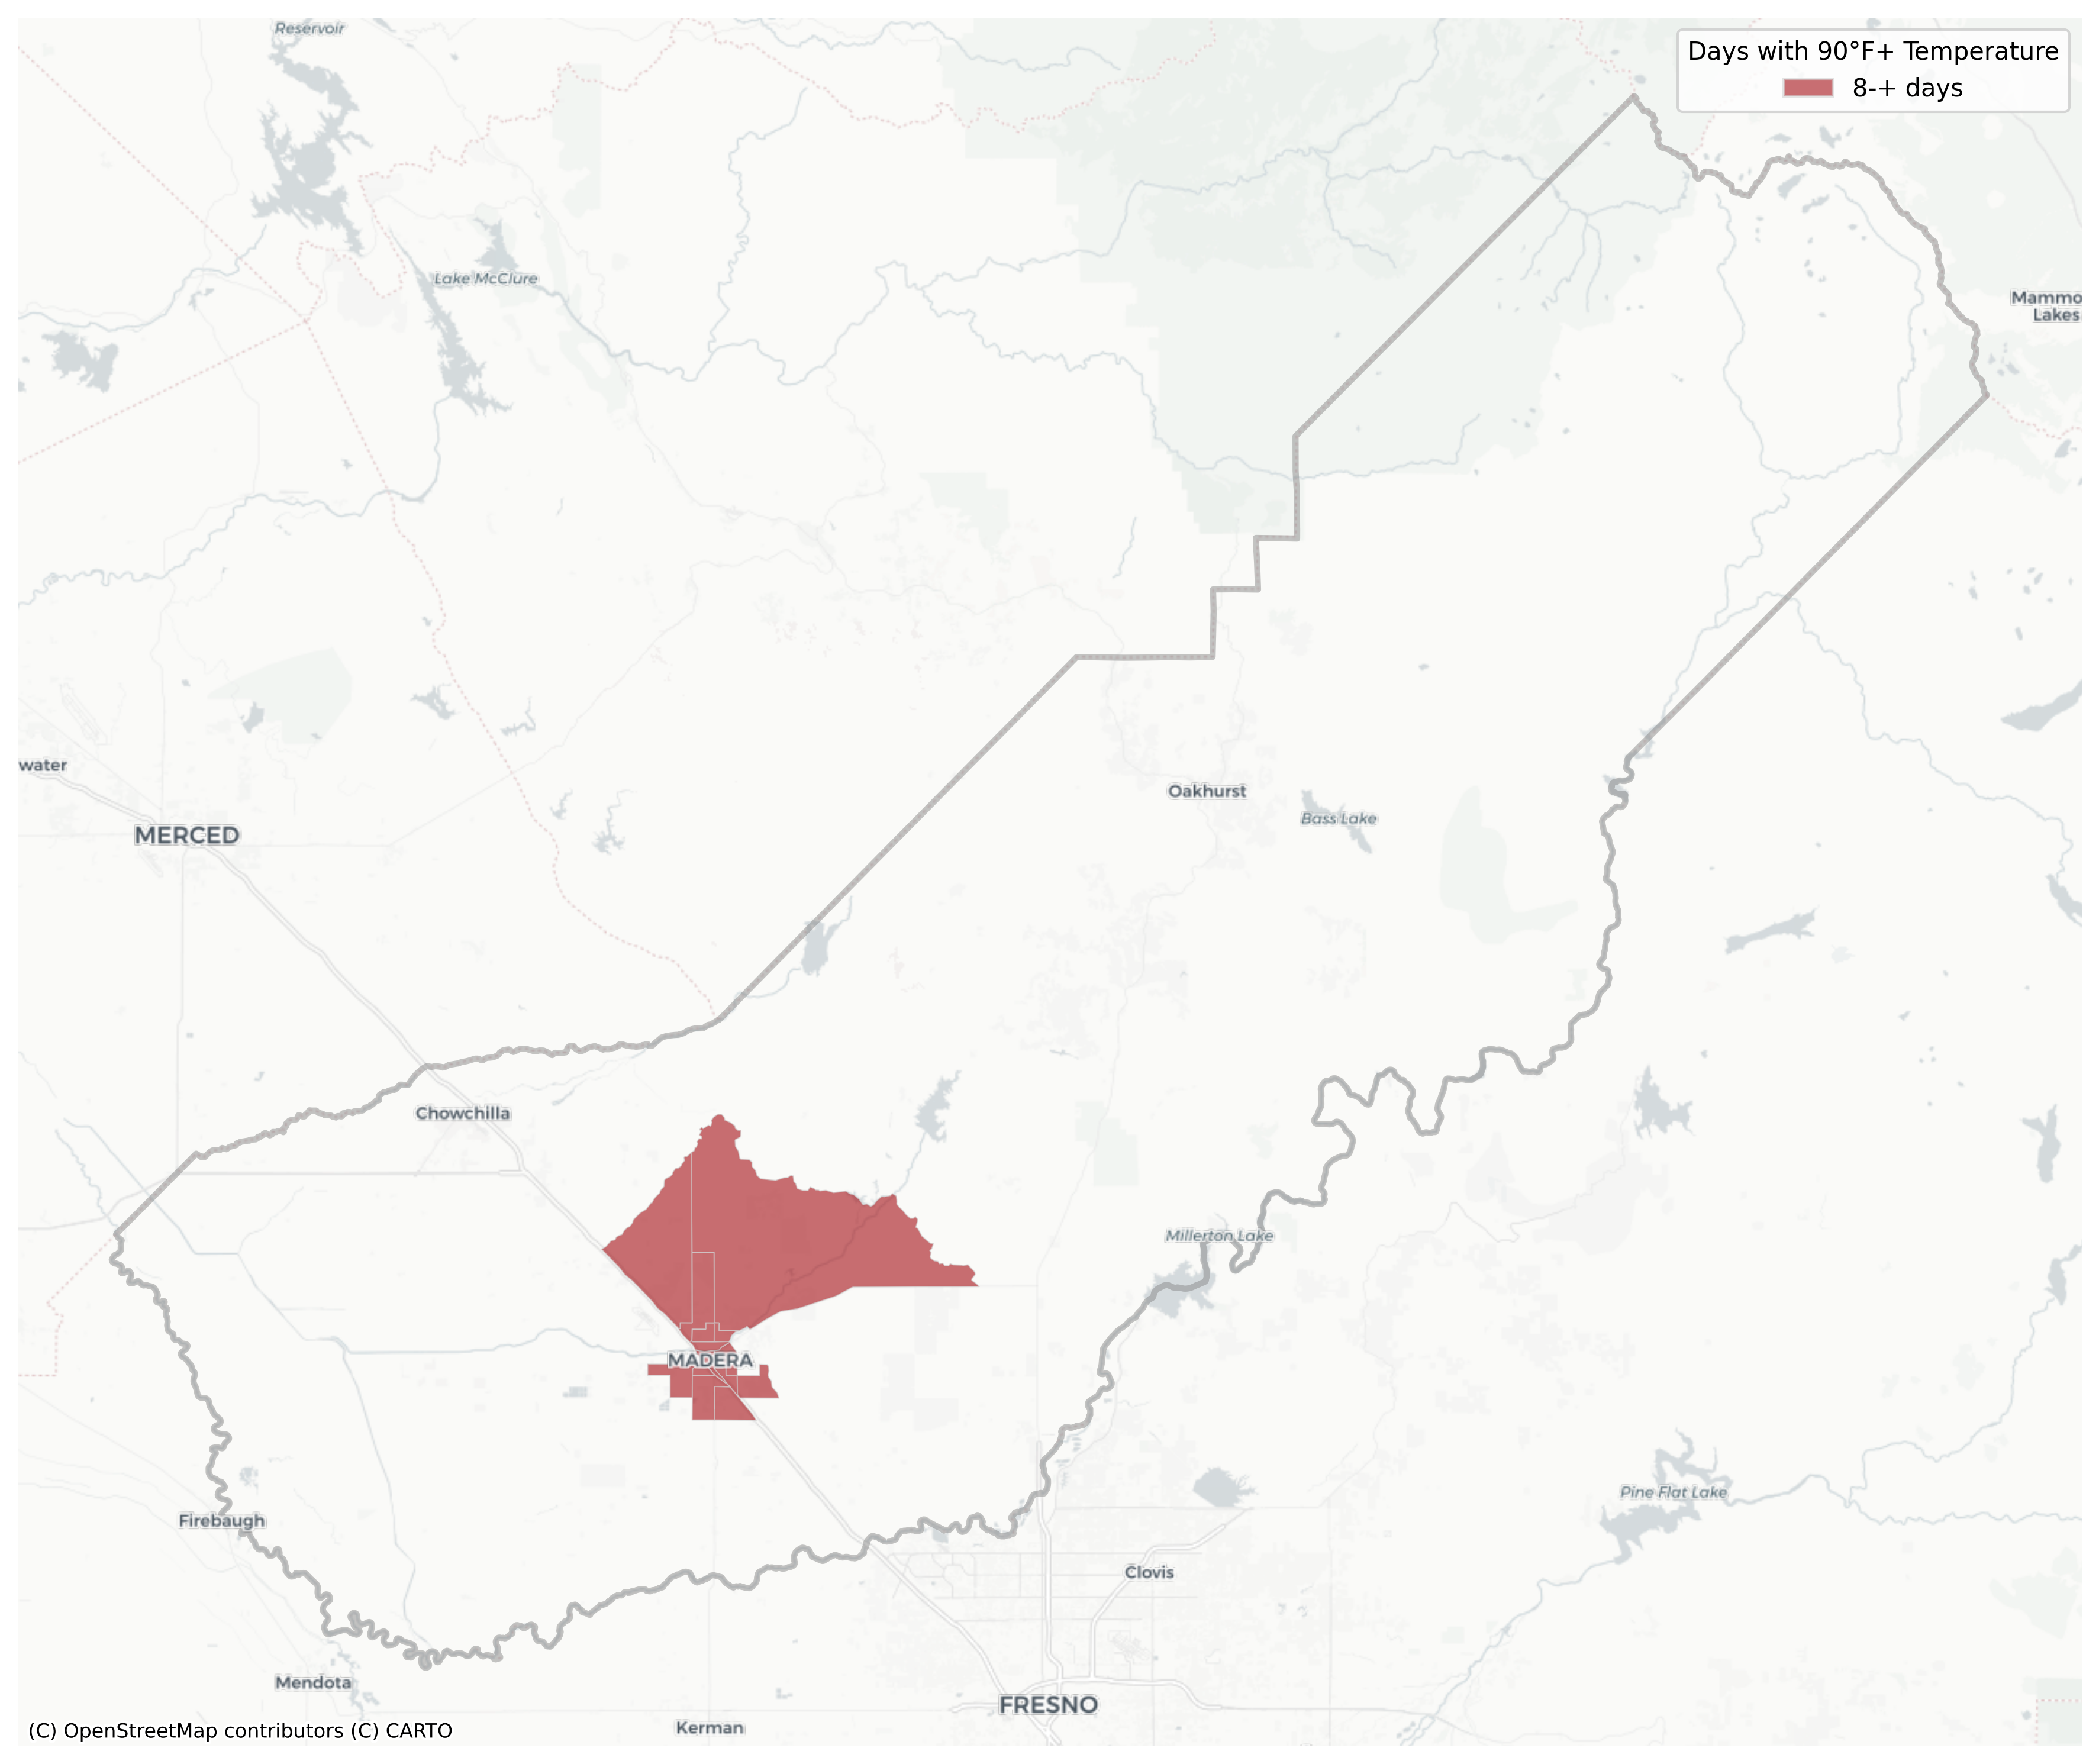 Reservoir
Days with 90°F+ Temperature
8-+ days
Lake McClure
Mammo
Lakes
water
MERCED
Oakhurst
Bass Lake
Chowchilla
Millerton Lake
MADERA
Firebaugh
Pine Flat Lake
Clovis
Mendota
FRESNO
Kerman
(C) OpenStreetMap contributors (C) CARTO